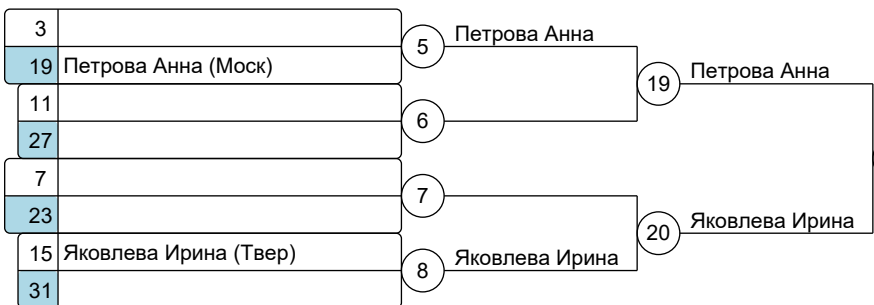 3
5 Петрова Анна
19 Петрова Анна (Моск)
19 Петрова Анна
11
6
27
7
7
23
20 Яковлева Ирина
15 Яковлева Ирина (Твер)
8 Яковлева Ирина
31